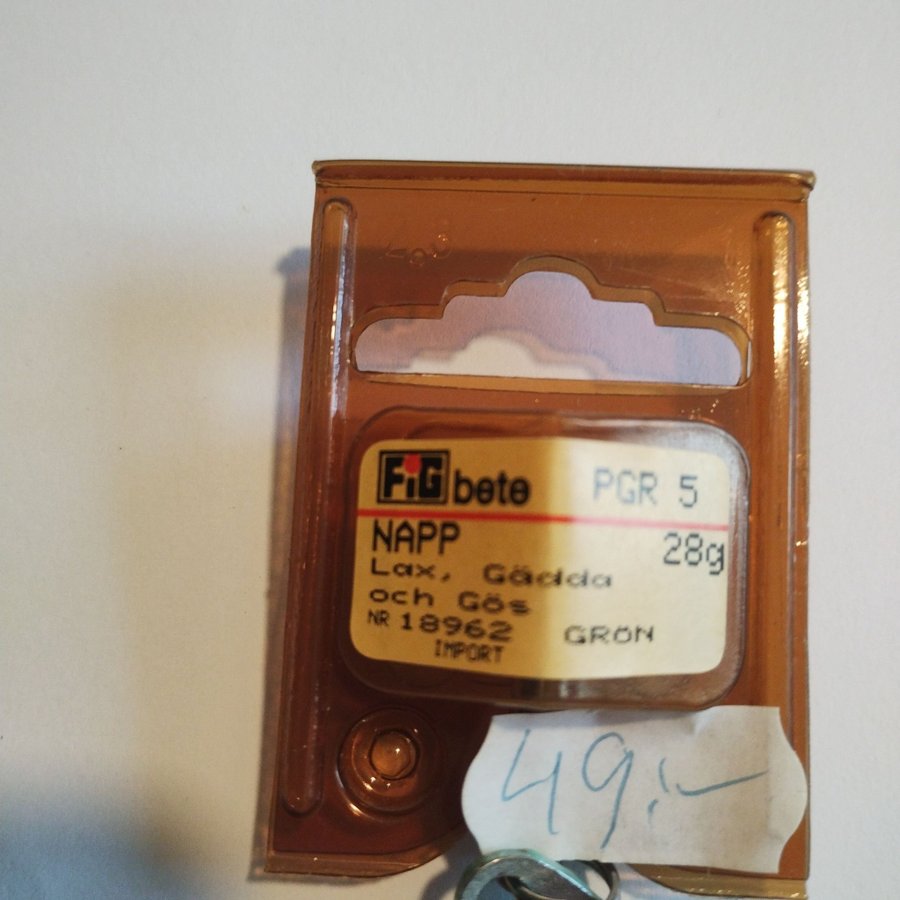 FiG bete PGR 5
NAPP 28g
Lax, Gädda
och Gös
NR 18962 GRÖN
IMPORT
49:-